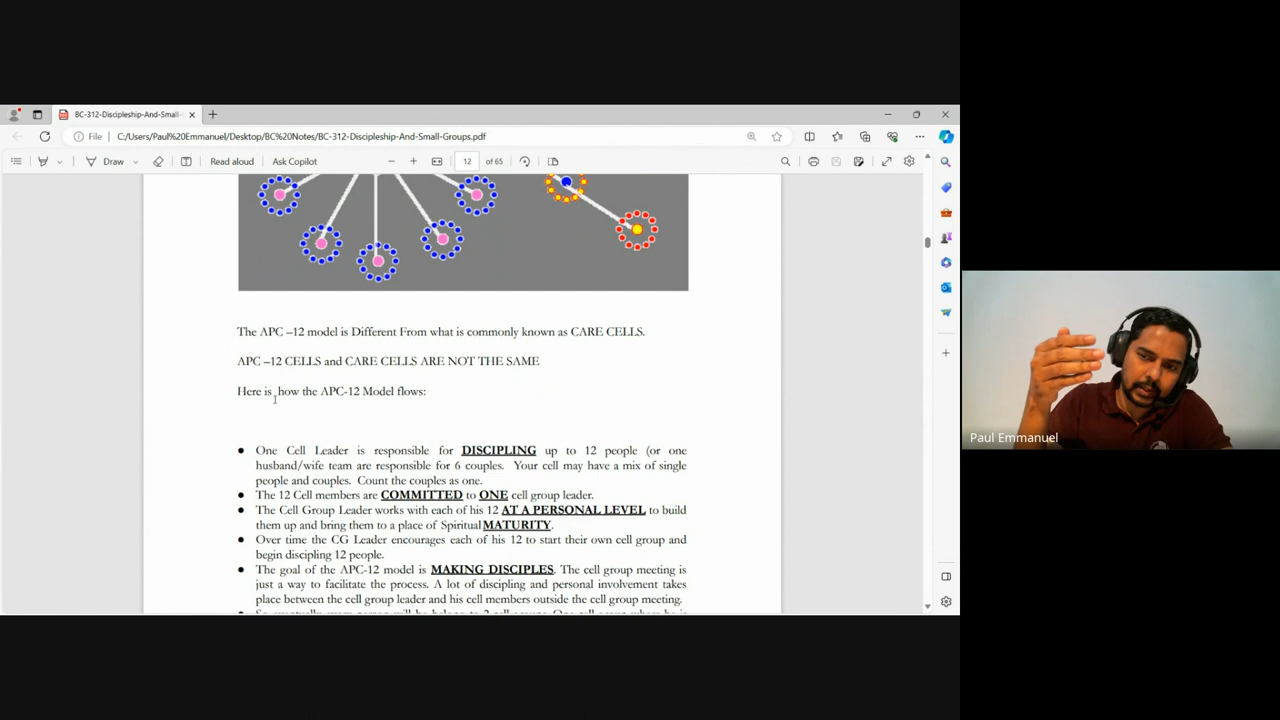 BC-312-Discipleship-And-Small-
File
C:/Users/Paul%20Emmanuel/Desktop/BC%20Notes/BC-312-Discipleship-And-Small-Groups.pdf
Draw
Read aloud
Ask Copilot
12 of 65
The APC –12 model is Different From what is commonly known as CARE CELLS.
APC –12 CELLS and CARE CELLS ARE NOT THE SAME
Here is how the APC-12 Model flows:
● One Cell Leader is responsible for DISCIPLING up to 12 people (or one
husband/wife team are responsible for 6 couples. Your cell may have a mix of single
people and couples. Count the couples as one.
● The 12 Cell members are COMMITTED to ONE cell group leader.
● The Cell Group Leader works with each of his 12 AT A PERSONAL LEVEL to build
them up and bring them to a place of Spiritual MATURITY.
● Over time the CG Leader encourages each of his 12 to start their own cell group and
begin discipling 12 people.
● The goal of the APC-12 model is MAKING DISCIPLES. The cell group meeting is
just a way to facilitate the process. A lot of discipling and personal involvement takes
place between the cell group leader and his cell members outside the cell group meeting.
Paul Emmanuel